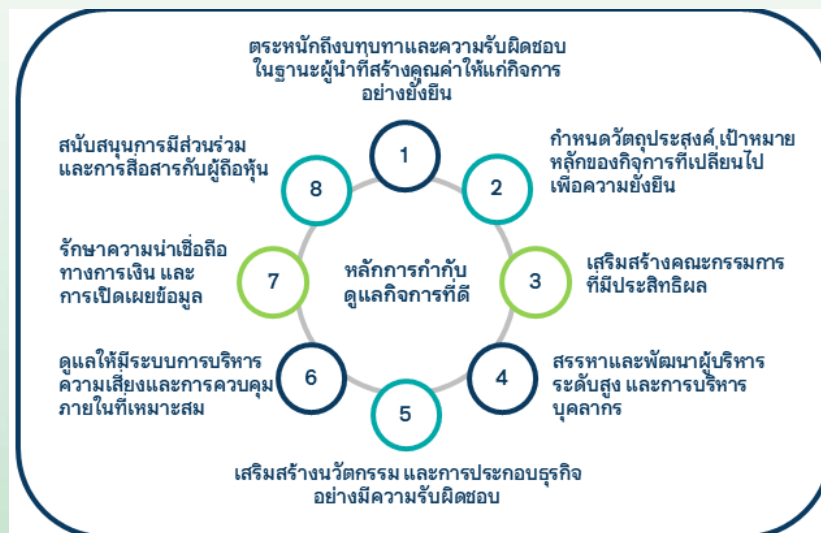 ตระหนักถึงบทบทาและความรับผิดชอบ
ในฐานะผู้นำที่สร้างคุณค่าให้แก่กิจการ
อย่างยั่งยืน
1
กำหนดวัตถุประสงค์ เป้าหมาย
หลักของกิจการที่เปลี่ยนไป
เพื่อความยั่งยืน
2
เสริมสร้างคณะกรรมการ
ที่มีประสิทธิผล
3
สรรหาและพัฒนาผู้บริหาร
ระดับสูง และการบริหาร
บุคลากร
4
5
เสริมสร้างนวัตกรรม และการประกอบธุรกิจ
อย่างมีความรับผิดชอบ
ดูแลให้มีระบบการบริหาร
ความเสี่ยงและการควบคุม
ภายในที่เหมาะสม
6
รักษาความน่าเชื่อถือ
ทางการเงิน และ
การเปิดเผยข้อมูล
7
สนับสนุนการมีส่วนร่วม
และการสื่อสารกับผู้ถือหุ้น
8
หลักการกำกับ
ดูแลกิจการที่ดี